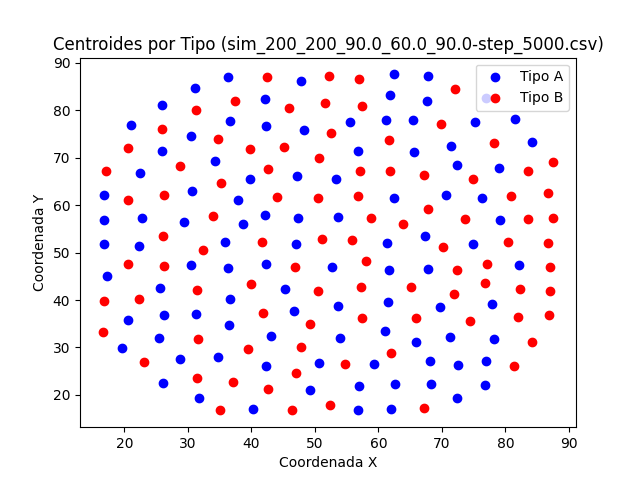 Centroides por Tipo (sim_200_200_90.0_60.0_90.0-step_5000.csv)
Tipo A
Tipo B
90
80
70
60
50
40
30
20
Coordenada Y
20 30 40 50 60 70 80 90
Coordenada X